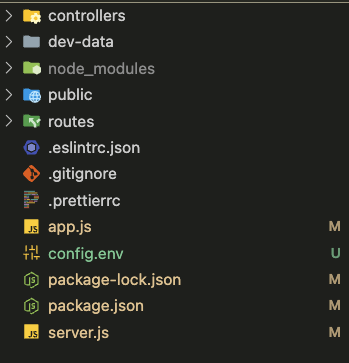 controllers
dev-data
node_modules
public
routes
.eslintrc.json
.gitignore
.prettierrc
app.js M
config.env U
package-lock.json M
package.json M
server.js M